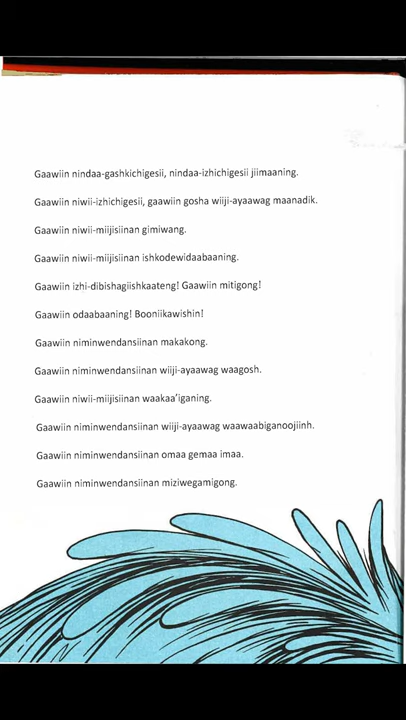 Gaawiin nindaa-gashkichigesii, nindaa-izhichigesii jiimaaning.
Gaawiin niwii-izhichigesii, gaawiin gosha wiiji-ayaawag maanadik.
Gaawiin niwii-miijisiinan gimiwang.
Gaawiin niwii-miijisiinan ishkodewidaabaaning.
Gaawiin izhi-dibishagiishkaateng! Gaawiin mitigong!
Gaawiin odaabaaning! Booniikawishin!
Gaawiin niminwendansiinan makakong.
Gaawiin niminwendansiinan wiiji-ayaawag waagosh.
Gaawiin niwii-miijisiinan waakaa’iganing.
Gaawiin niminwendansiinan wiiji-ayaawag waawaabiganoojiinh.
Gaawiin niminwendansiinan omaa gemaa imaa.
Gaawiin niminwendansiinan miziwegamigong.